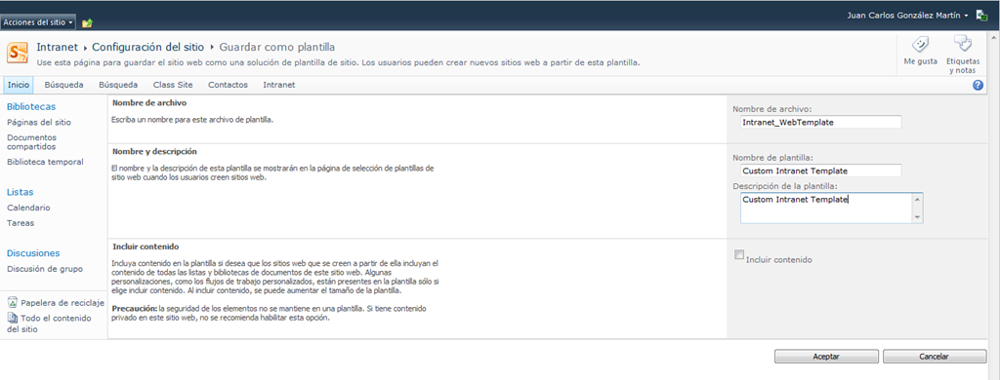 Acciones del sitio
Juan Carlos González Martín
Intranet Configuración del sitio Guardar como plantilla
Use esta página para guardar el sitio web como una solución de plantilla de sitio. Los usuarios pueden crear nuevos sitios web a partir de esta plantilla.
Me gusta
Etiquetas
y notas
Inicio Búsqueda Búsqueda Class Site Contactos Intranet
Bibliotecas
Páginas del sitio
Documentos
compartidos
Biblioteca temporal
Listas
Calendario
Tareas
Discusiones
Discusión de grupo
Papelera de reciclaje
Todo el contenido
del sitio
Nombre de archivo
Escriba un nombre para este archivo de plantilla.
Nombre de archivo:
Intranet_WebTemplate
Nombre y descripción
El nombre y la descripción de esta plantilla se mostrarán en la página de selección de plantillas de
sitio web cuando los usuarios creen sitios web.
Nombre de plantilla:
Custom Intranet Template
Descripción de la plantilla:
Custom Intranet Template
Incluir contenido
Incluya contenido en la plantilla si desea que los sitios web que se creen a partir de ella incluyan el
contenido de todas las listas y bibliotecas de documentos de este sitio web. Algunas
personalizaciones, como los flujos de trabajo personalizados, están presentes en la plantilla sólo si
elige incluir contenido. Al incluir contenido, se puede aumentar el tamaño de la plantilla.
Precaución: la seguridad de los elementos no se mantiene en una plantilla. Si tiene contenido
privado en este sitio web, no se recomienda habilitar esta opción.
Incluir contenido
Aceptar
Cancelar